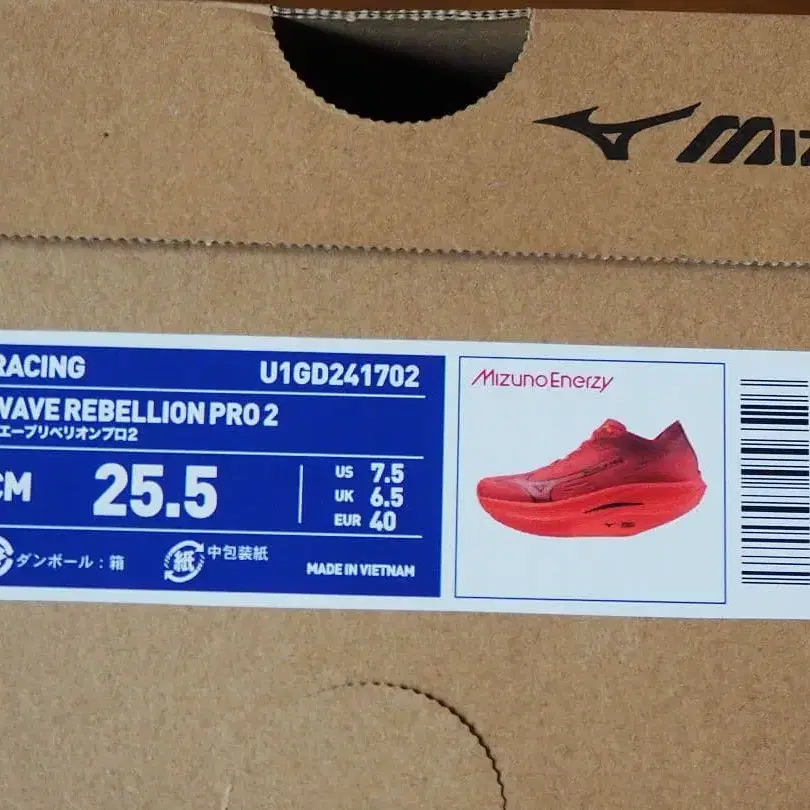 MIZ
RACING
U1GD241702
WAVE REBELLION PRO 2
エーブリベリオンプロ2
CM
25.5
US 7.5
UK 6.5
EUR 40
ダンボール：箱
紙
中包装紙
MADE IN VIETNAM
MizunoEnerzy